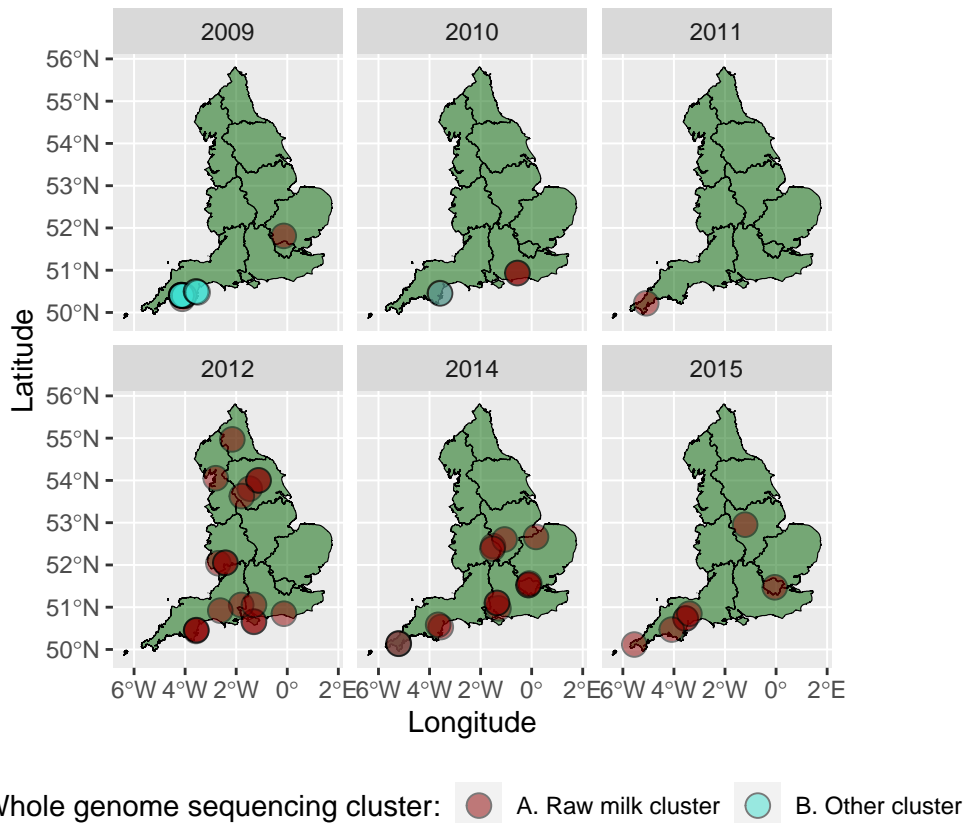 2009 2010 2011
56°N
55°N
54°N
53°N
52°N
51°N
50°N
2012 2014 2015
56°N
55°N
54°N
53°N
52°N
51°N
50°N
6°W 4°W 2°W 0° 2°E 6°W 4°W 2°W 0° 2°E 6°W 4°W 2°W 0° 2°E
Latitude
Longitude
genome sequencing cluster: A. Raw milk cluster B. Other cluster